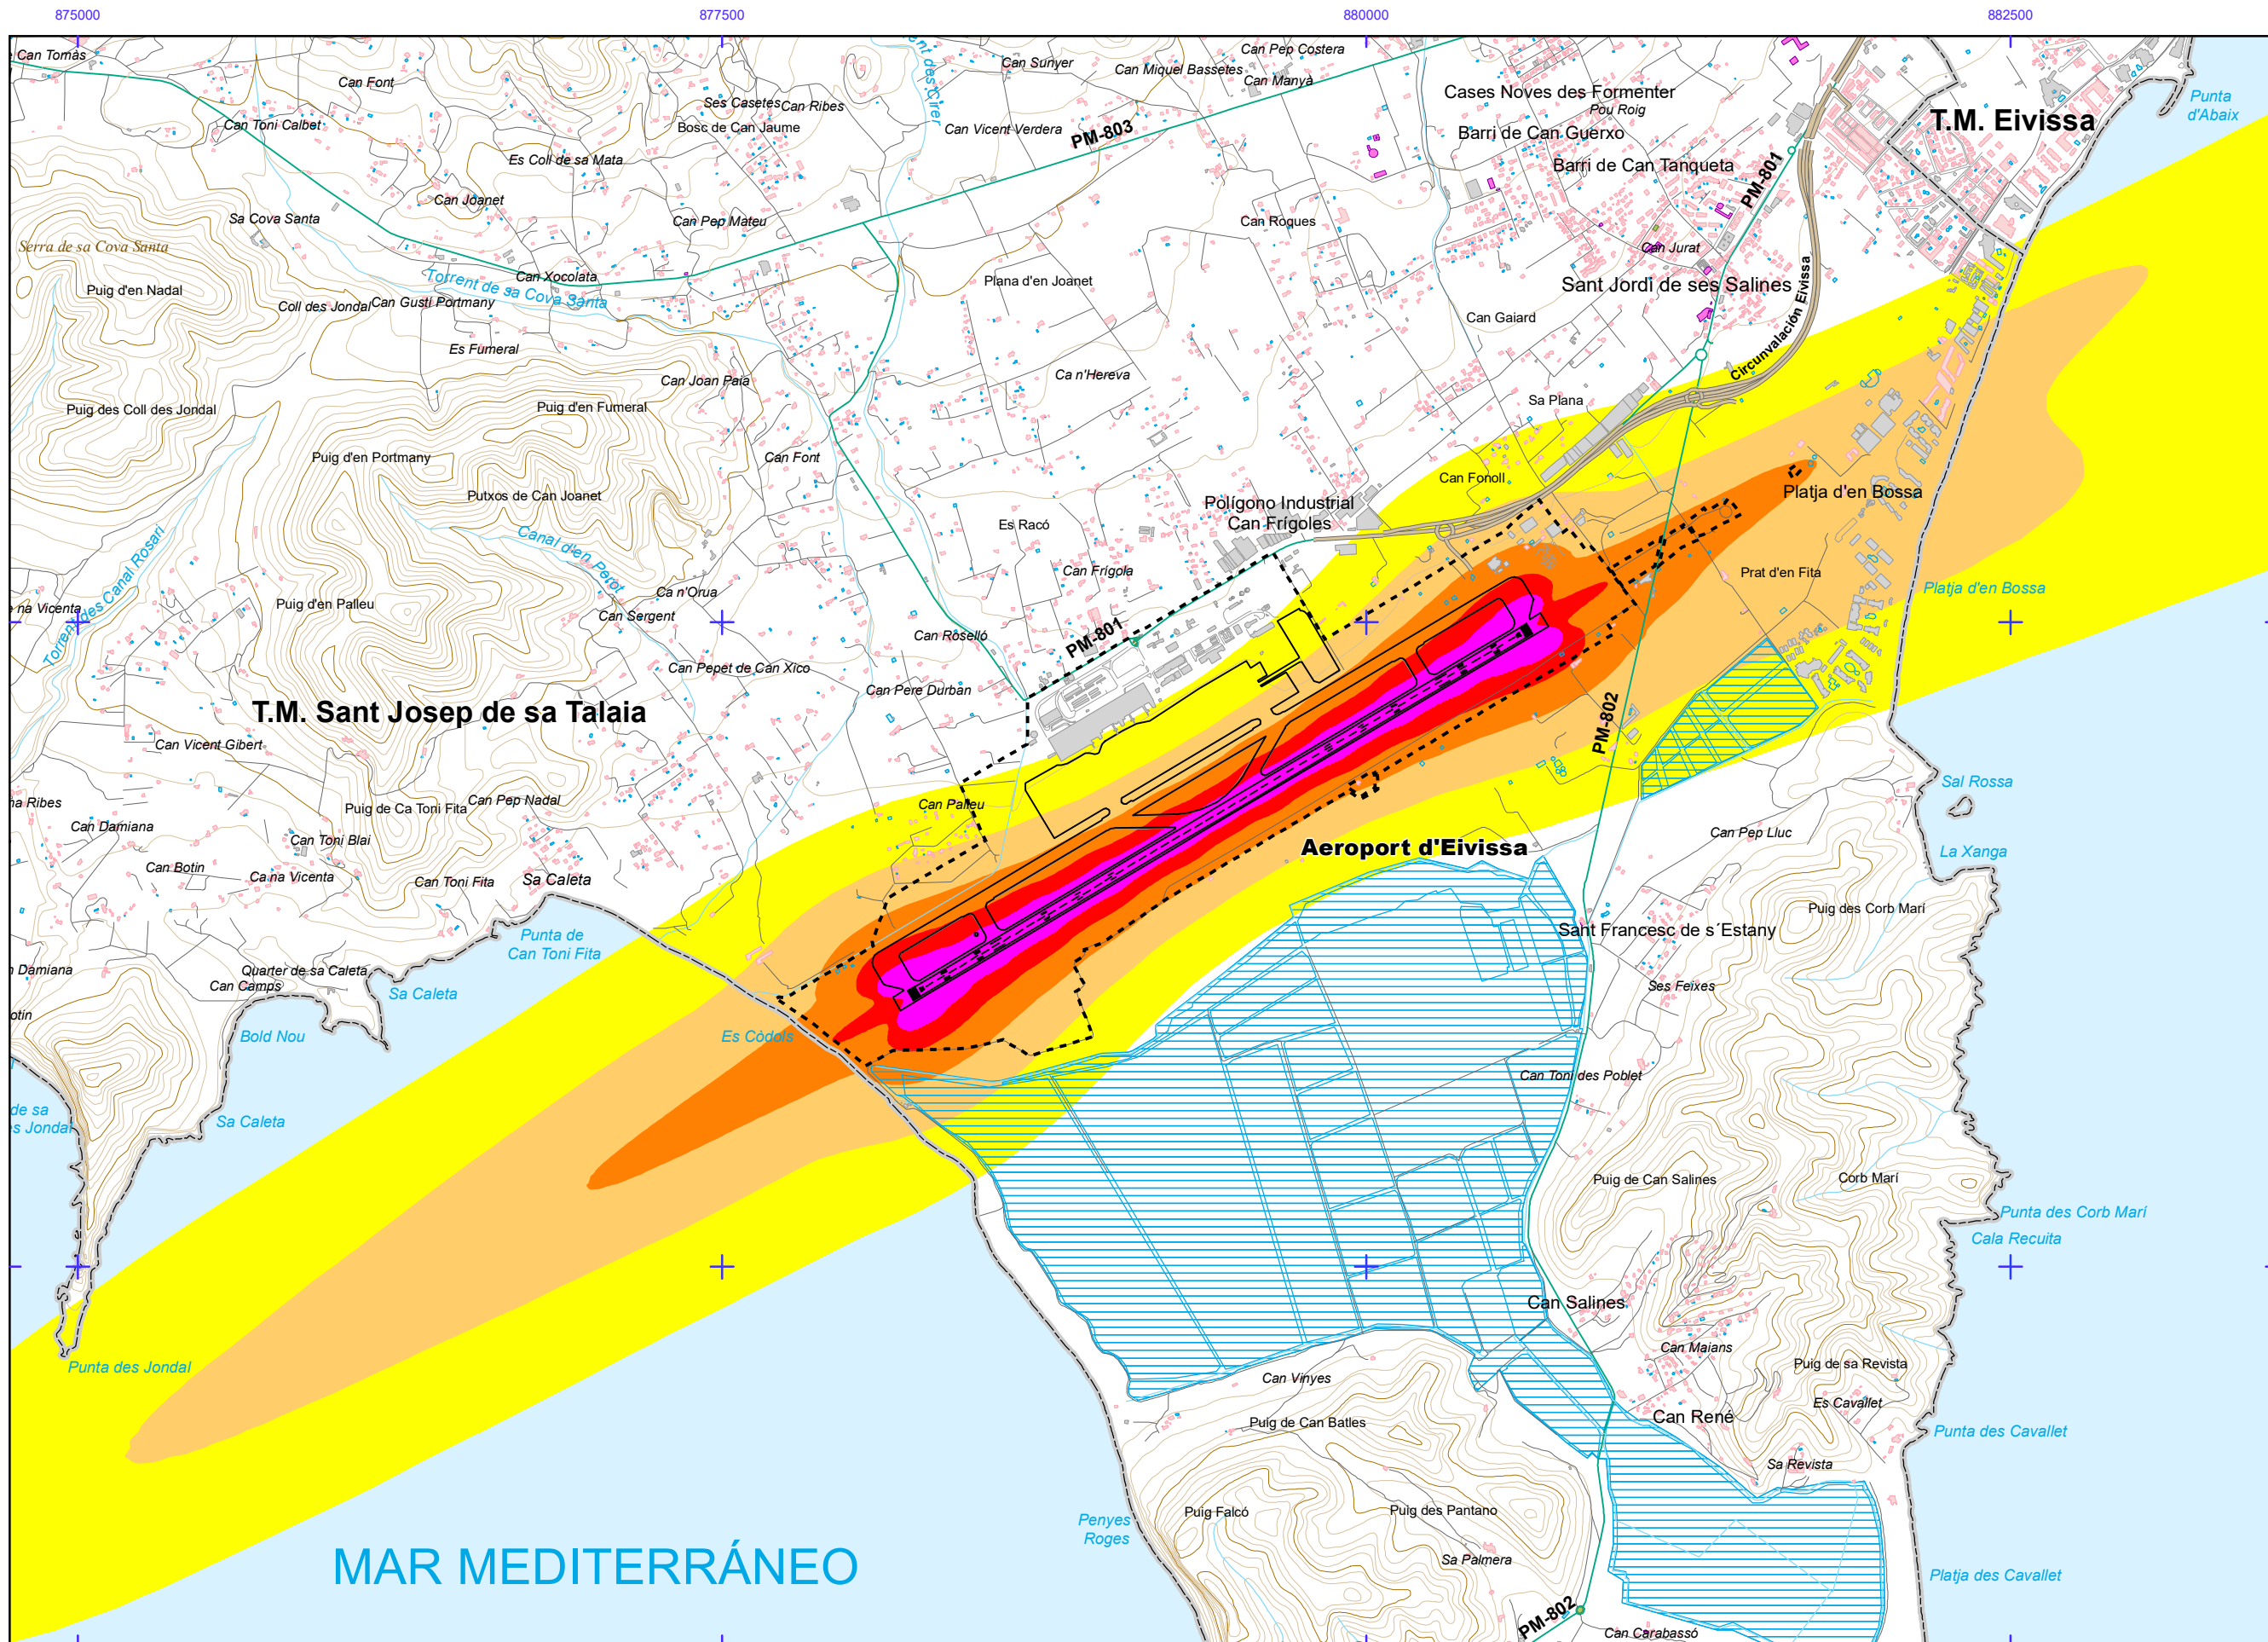 875000
877500
880000
882500
Can Tomàs
Can Font
Can Toni Calbet
Ses Casetes
Can Ribes
Bosc de Can Jaume
Es Coll de sa Mata
Can Joanet
Can Pep Mateu
Sa Cova Santa
Serra de sa Cova Santa
Puig d'en Nadal
Can Xocolata
Torrent de sa Cova Santa
Coll des Jondal
Can Gusti Portmany
Es Fumeral
Can Sunyer
Can Miquel Bassetes
Can Pep Costera
Can Manyà
Can Vicent Verdera
PM-803
Cases Noves des Formenter
Pou Roig
Barri de Can Guerxo
Barri de Can Tanqueta
PM-801
T.M. Eivissa
Punta
d'Abaix
Can Roques
Can Jurat
Plana d'en Joanet
Sant Jordi de ses Salines
Circunvalación Eivissa
Can Gaiard
Ca n'Hereva
Sa Plana
Can Joan Paia
Puig des Coll des Jondal
Puig d'en Fumeral
Puig d'en Portmany
Can Font
Putxos de Can Joanet
Can Fonoll
Platja d'en Bossa
Polígono Industrial
Can Frígoles
Es Racó
Canal d'en Perot
Torrent des Canal Rosari
Can Frígola
Prat d'en Fita
Platja d'en Bossa
Ca n'Orua
Puig d'en Palleu
Can Sergent
e na Vicenta
Can Roselló
PM-801
Can Pepet de Can Xico
Can Pere Durban
T.M. Sant Josep de sa Talaia
PM-802
Can Vicent Gibert
Sal Rossa
na Ribes
Puig de Ca Toni Fita
Can Pep Nadal
Can Palleu
Can Damiana
Can Toni Blai
Can Pep Lluc
Aeroport d'Eivissa
La Xanga
Can Botin
Ca na Vicenta
Can Toni Fita
Sa Caleta
Puig des Corb Marí
Sant Francesc de s´Estany
Punta de
Can Toni Fita
n Damiana
Quarter de sa Caleta
Can Camps
Sa Caleta
Ses Feixes
otin
Bold Nou
Es Còdols
Can Toni des Poblet
de sa
es Jondal
Sa Caleta
Puig de Can Salines
Corb Marí
Punta des Corb Marí
Cala Recuita
Can Salines
Can Maians
Puig de sa Revista
Punta des Jondal
Can Vinyes
Es Cavallet
Can René
Puig de Can Batles
Punta des Cavallet
Sa Revista
Puig Falcó
Puig des Pantano
Penyes
Roges
Sa Palmera
MAR MEDITERRÁNEO
Platja des Cavallet
PM-802
Can Carabassó